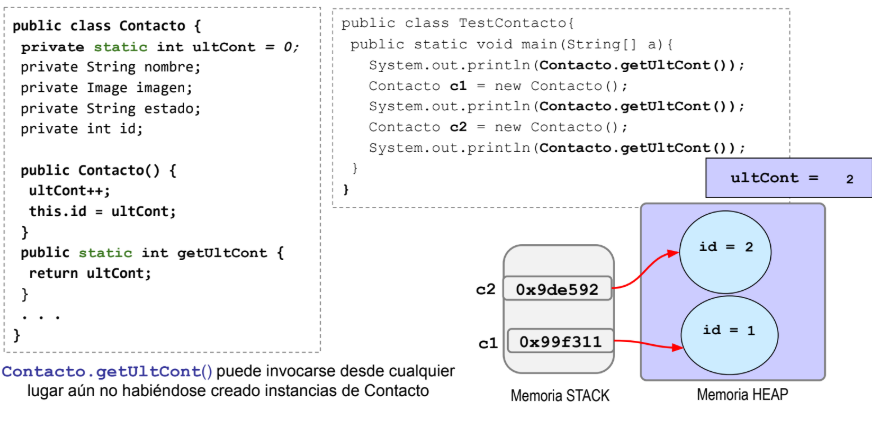 public class Contacto {
private static int ultCont = 0;
private String nombre;
private Image imagen;
private String estado;
private int id;
public Contacto() {
ultCont++;
this.id = ultCont;
}
public static int getUltCont {
return ultCont;
}
. . .
}
public class TestContacto{
public static void main(String[] a){
System.out.println(Contacto.getUltCont());
Contacto c1 = new Contacto();
System.out.println(Contacto.getUltCont());
Contacto c2 = new Contacto();
System.out.println(Contacto.getUltCont());
}
}
ultCont = 2
id = 2
c2 0x9de592
id = 1
c1 0x99f311
Memoria STACK
Memoria HEAP
Contacto.getUltCont() puede invocarse desde cualquier
lugar aún no habiéndose creado instancias de Contacto